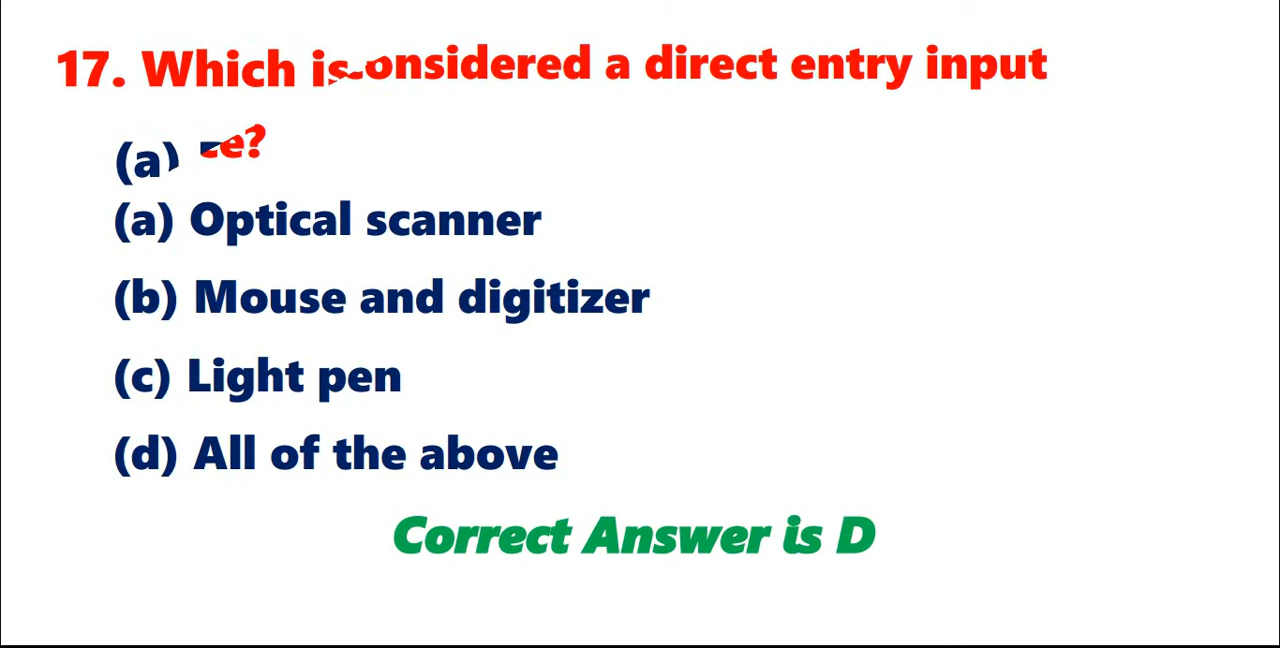 17. Which is onsidered a direct entry input
(a) ce?
(a) Optical scanner
(b) Mouse and digitizer
(c) Light pen
(d) All of the above
Correct Answer is D